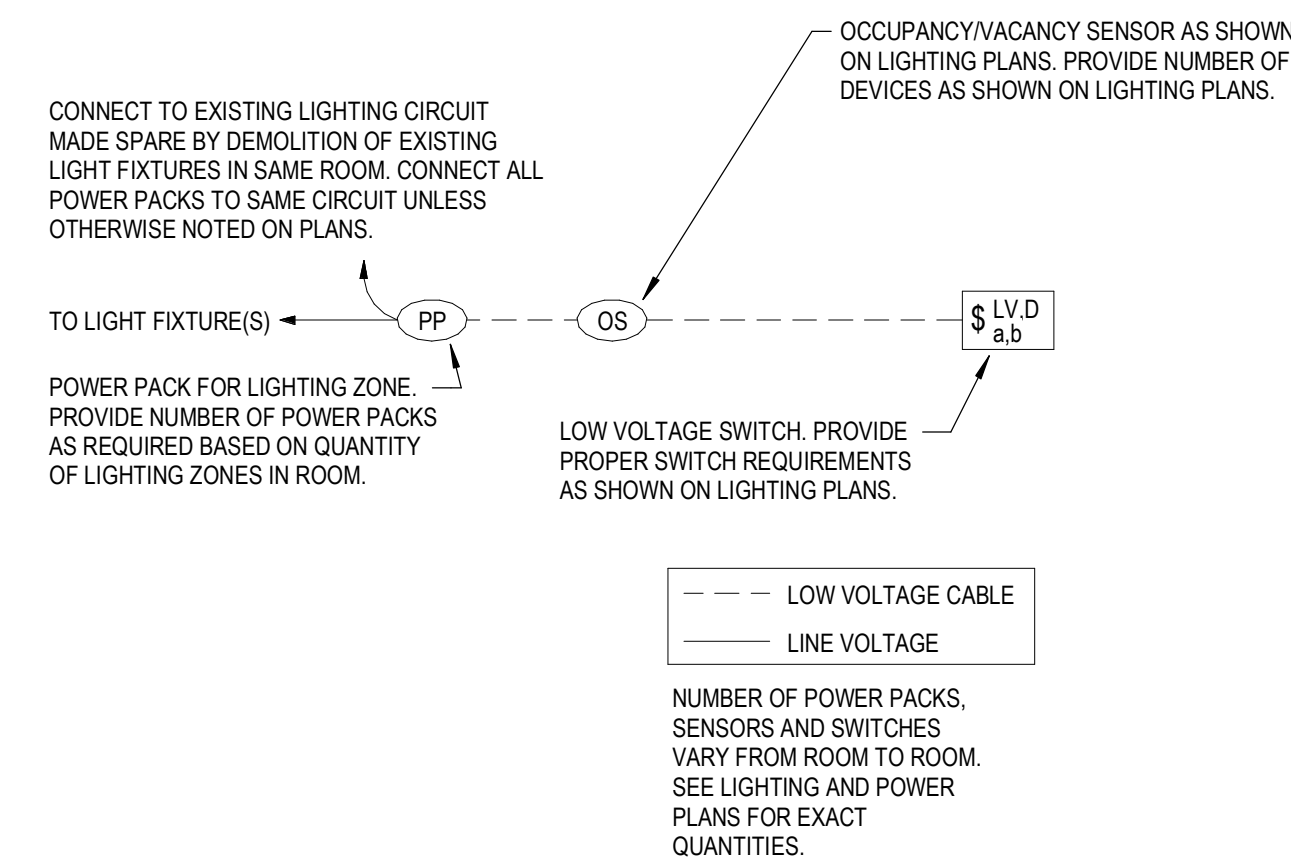 OCCUPANCY/VACANCY SENSOR AS SHOWN
ON LIGHTING PLANS. PROVIDE NUMBER OF
DEVICES AS SHOWN ON LIGHTING PLANS.
CONNECT TO EXISTING LIGHTING CIRCUIT
MADE SPARE BY DEMOLITION OF EXISTING
LIGHT FIXTURES IN SAME ROOM. CONNECT ALL
POWER PACKS TO SAME CIRCUIT UNLESS
OTHERWISE NOTED ON PLANS.
TO LIGHT FIXTURE(S)
PP
OS
$ LV,D
a,b
POWER PACK FOR LIGHTING ZONE.
PROVIDE NUMBER OF POWER PACKS
AS REQUIRED BASED ON QUANTITY
OF LIGHTING ZONES IN ROOM.
LOW VOLTAGE SWITCH. PROVIDE
PROPER SWITCH REQUIREMENTS
AS SHOWN ON LIGHTING PLANS.
LOW VOLTAGE CABLE
LINE VOLTAGE
NUMBER OF POWER PACKS,
SENSORS AND SWITCHES
VARY FROM ROOM TO ROOM.
SEE LIGHTING AND POWER
PLANS FOR EXACT
QUANTITIES.